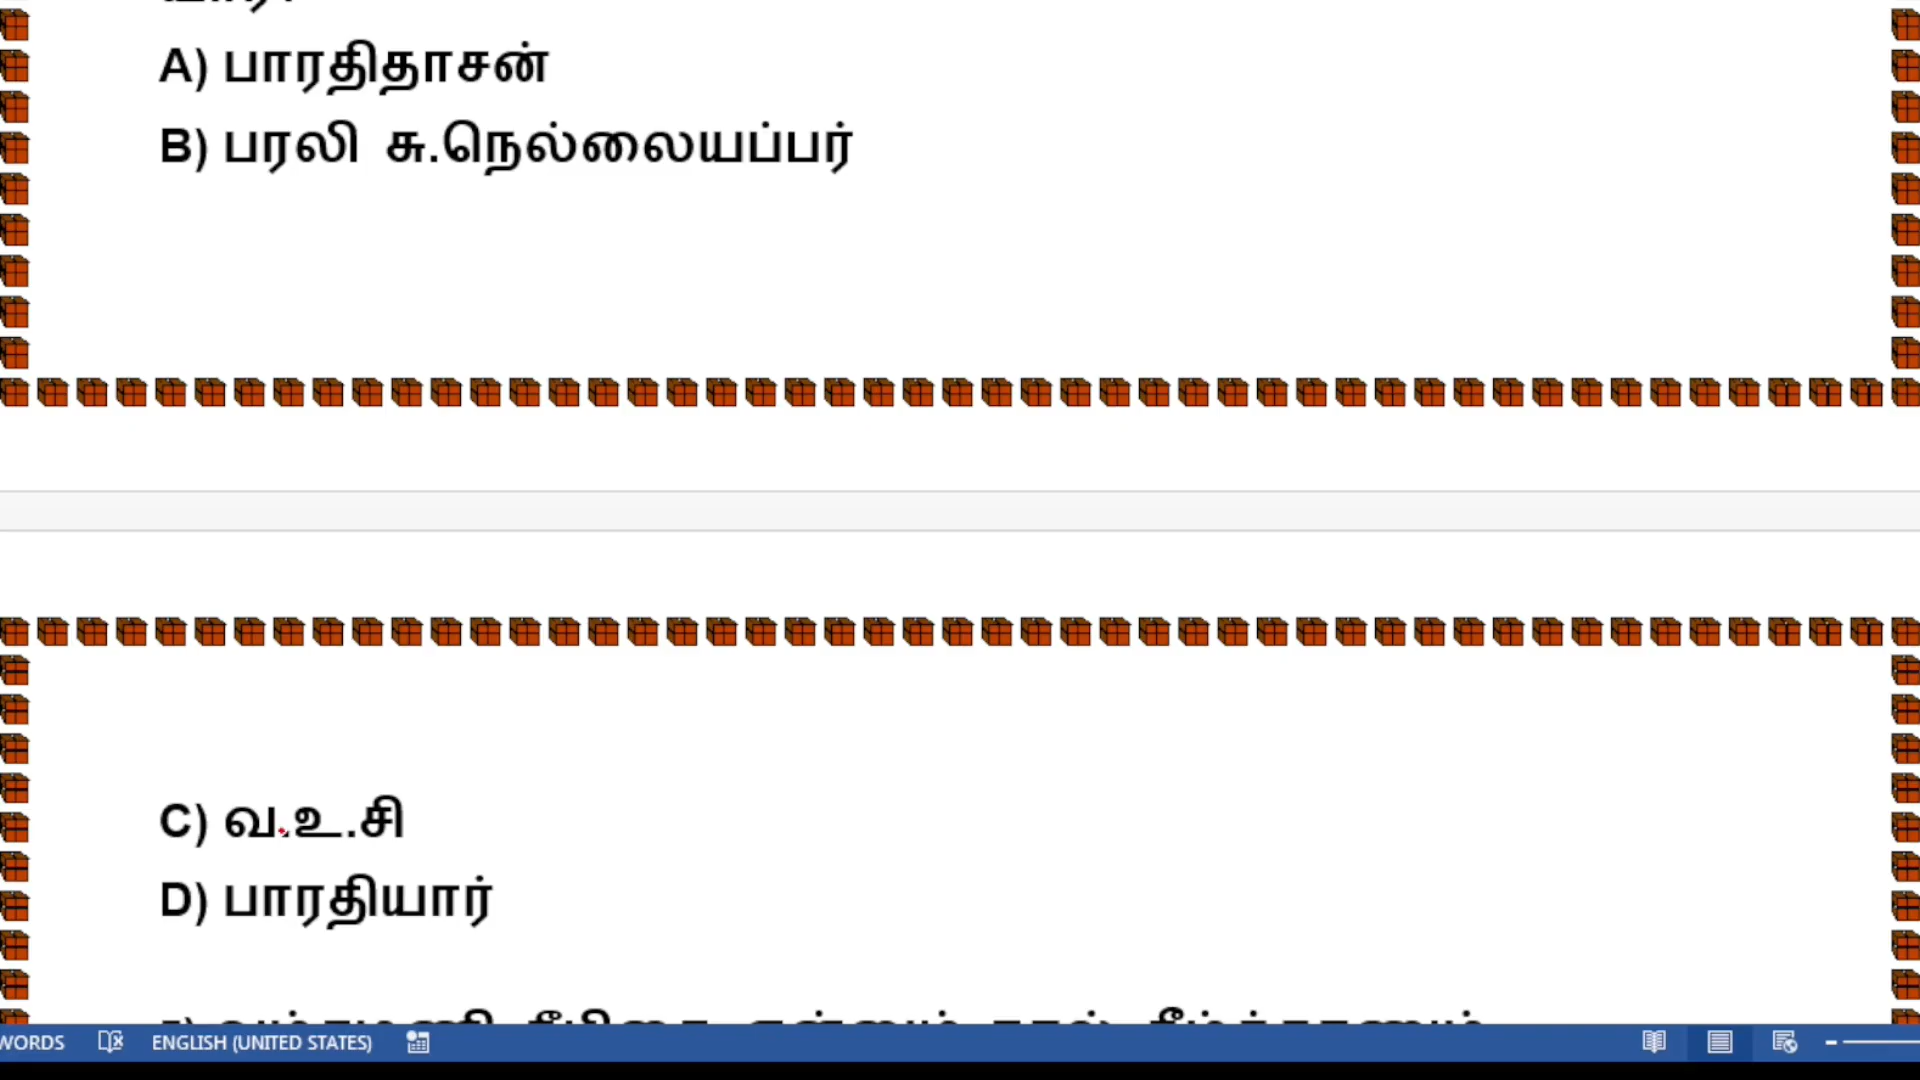 A) பாரதிதாசன்
B) பரலி சு.நெல்லையப்பர்
C) வ.உ.சி
D) பாரதியார்
WORDS ENGLISH (UNITED STATES)